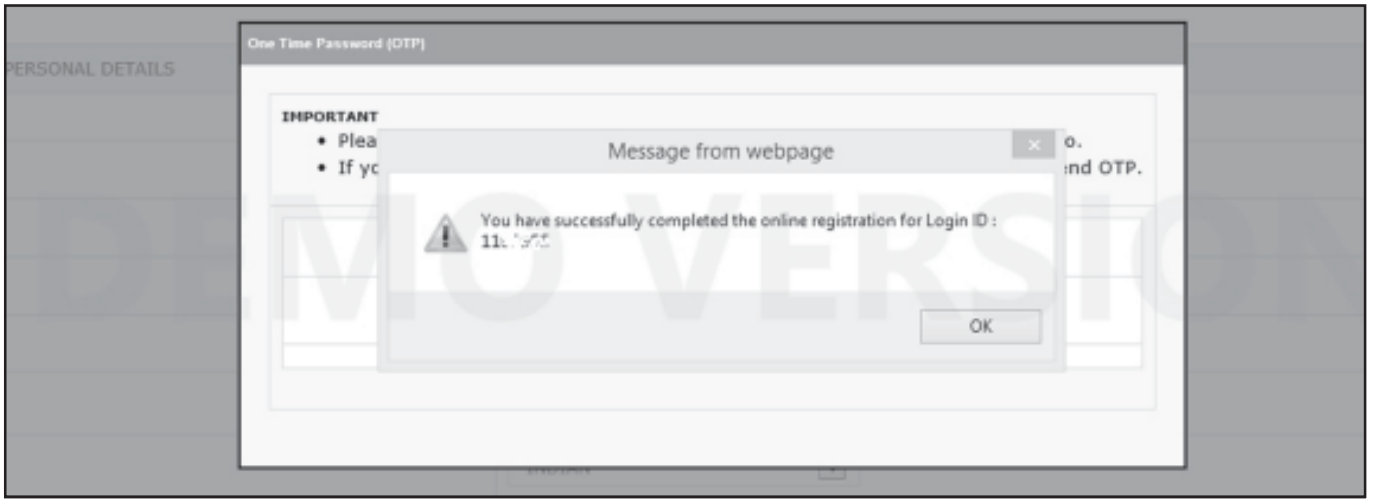 One Time Password (OTP)
PERSONAL DETAILS
IMPORTANT
• Plea
o.
• If yo
end OTP.
Message from webpage
You have successfully completed the online registration for Login ID :
OK
DEMO VERSION
INDIAN